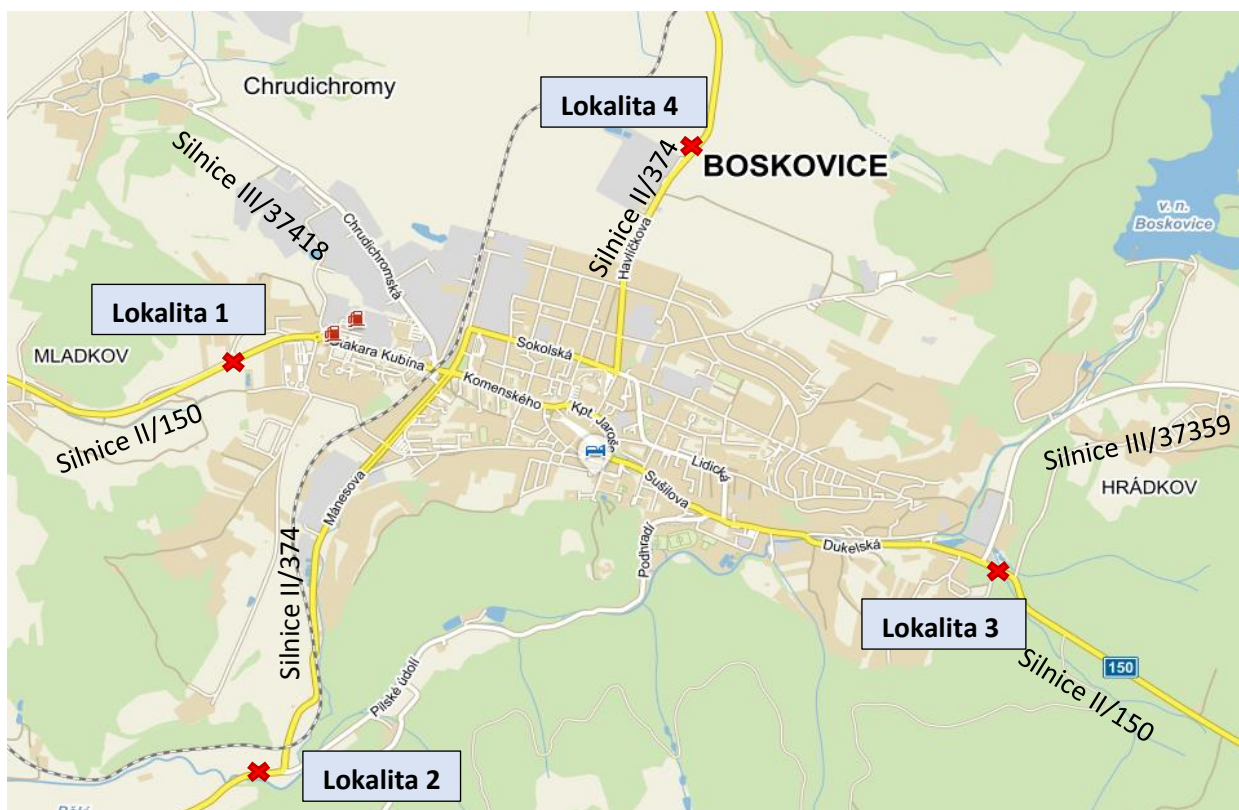 Chrudichromy
Lokalita 4
Silnice III/37418
Silnice II/374
BOSKOVICE
v. n.
Boskovice
Chrudichromská
Havlíčkova
Lokalita 1
MLADKOV
Otakara Kubína
Sokolská
Komenského
Kpt. Jaroše
Silnice II/150
Silnice III/37359
Lidická
Sušilova
HRÁDKOV
Mánesova
Podhradí
Dukelská
Silnice II/374
Lokalita 3
150
Silnice II/150
Pilské údolí
Lokalita 2